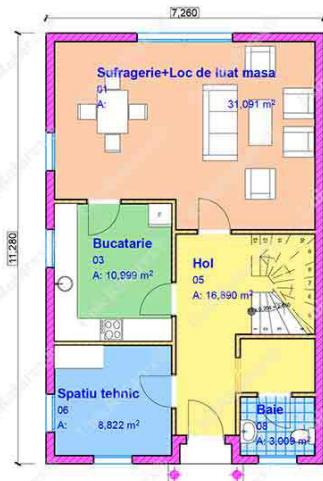 7,260
Sufragerie+Loc de luat masa
01
A: 31,091 m²
11,280
Bucatarie
03
A: 10,999 m²
Hol
05
A: 16,890 m²
Spatiu tehnic
06
A: 8,822 m²
Baie
08
A: 3,009 m²